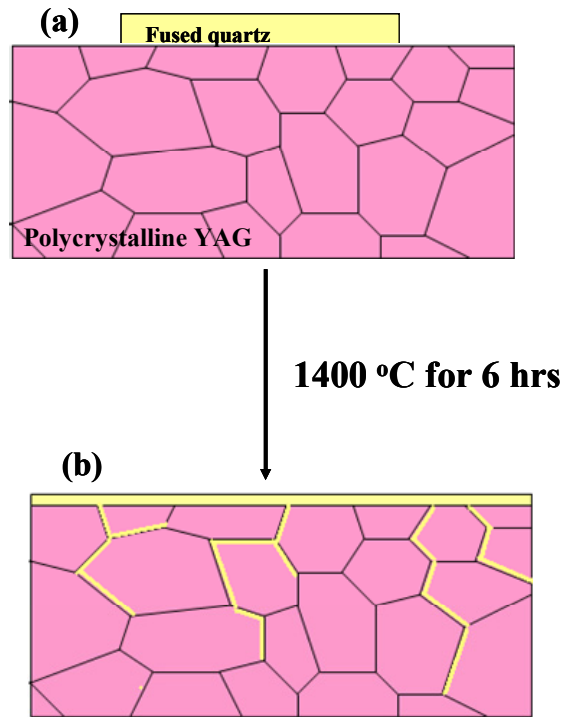 (a)
Fused quartz
Polycrystalline YAG
1400 ºC for 6 hrs
(b)